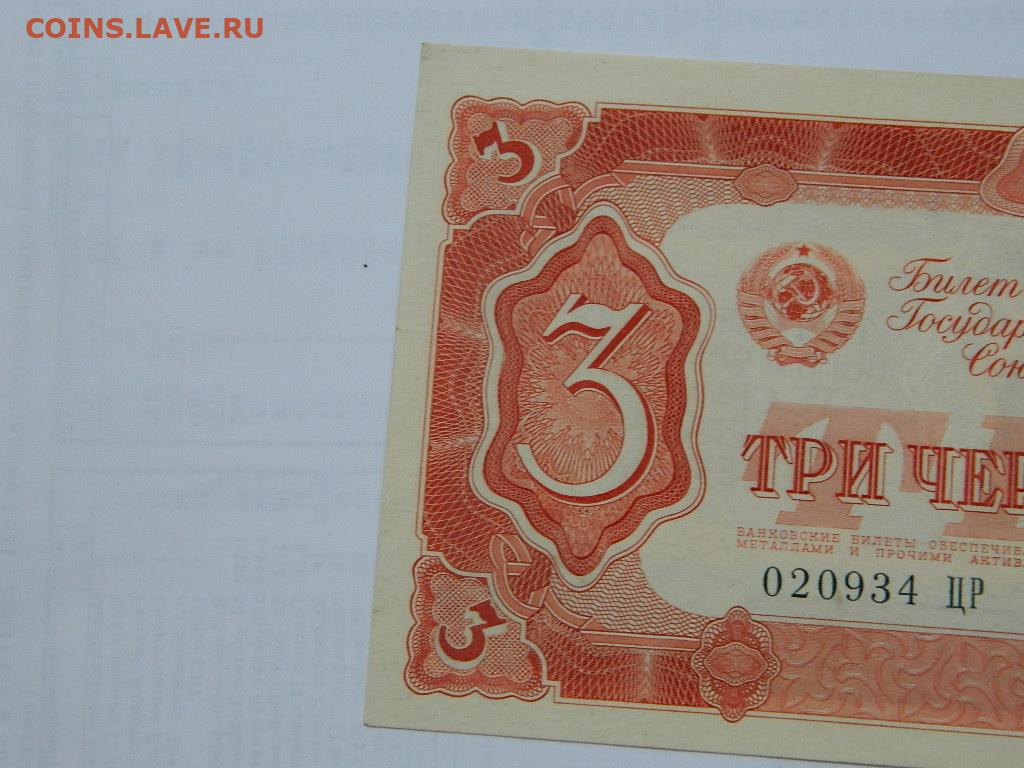 COINS.LAVE.RU
3
3
Билет
Государ
Сою
ТРИ ЧЕР
БАНКОВСКИЕ БИЛЕТЫ ОБЕСПЕЧИВ
МЕТАЛЛАМИ И ПРОЧИМИ АКТИВ
020934 ЦР
3